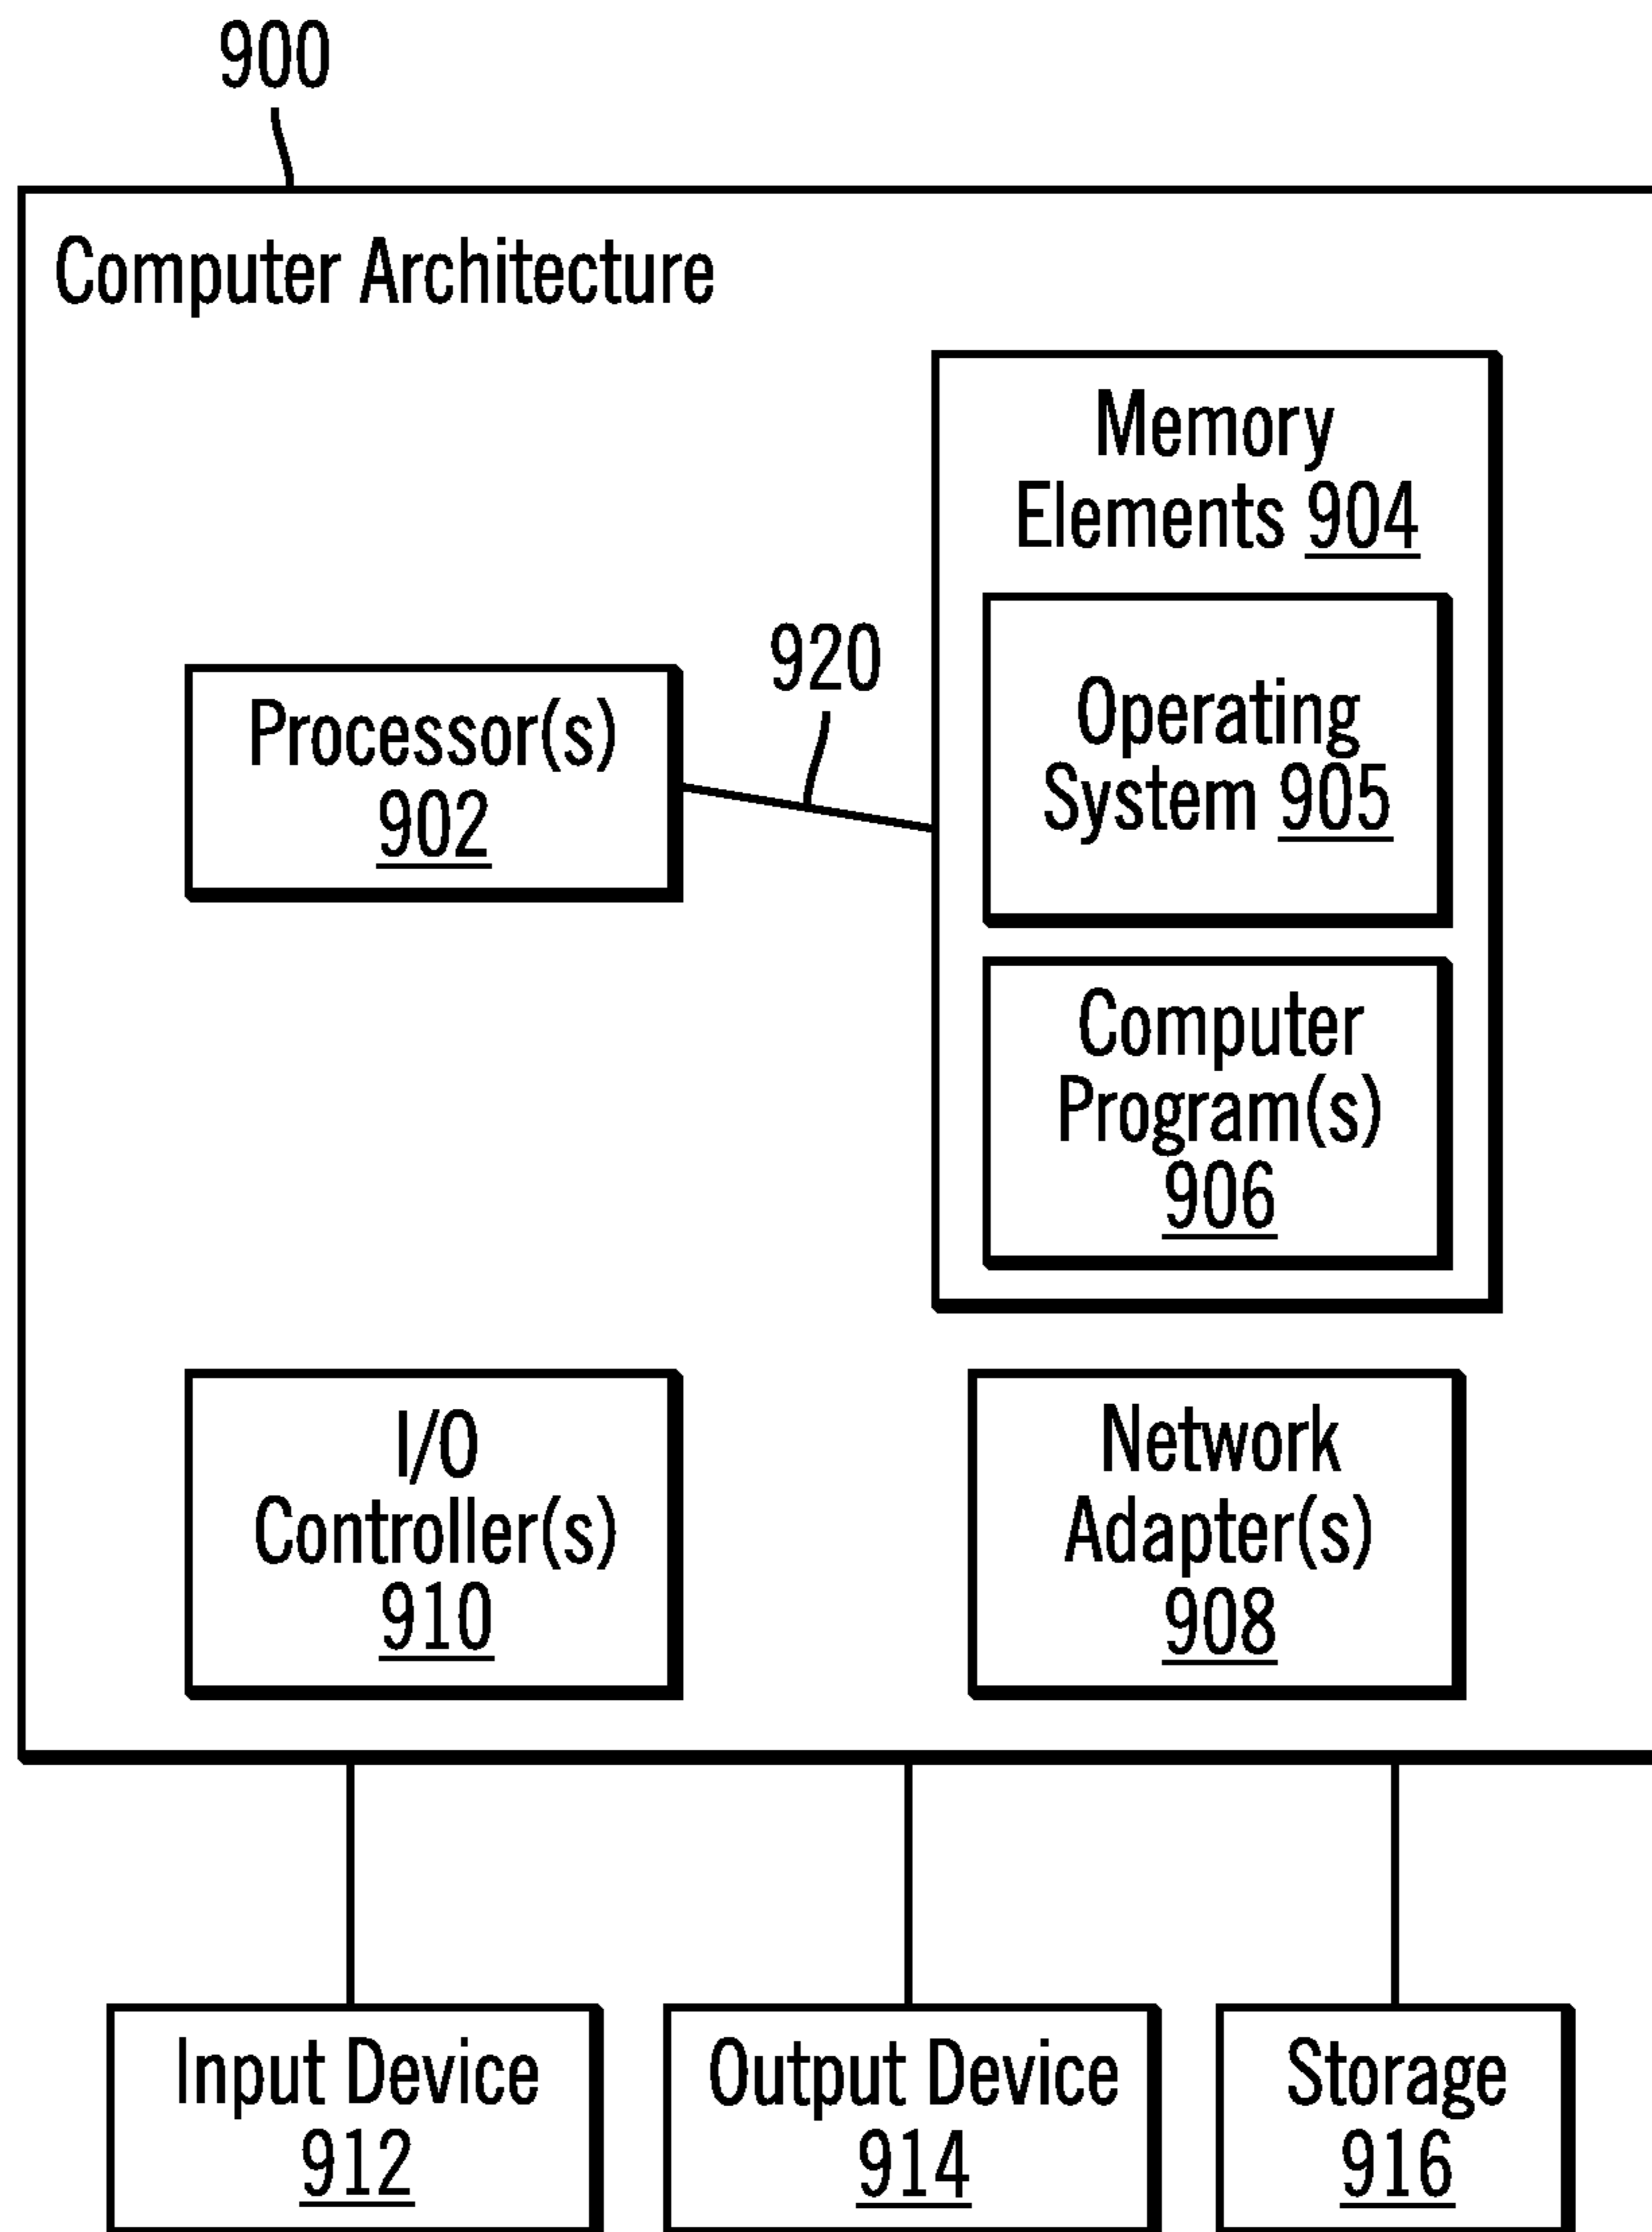 900
Computer Architecture
Memory
Elements 904
920
Processor(s)
902
Operating
System 905
Computer
Program(s)
906
I/O
Controller(s)
910
Network
Adapter(s)
908
Input Device
912
Output Device
914
Storage
916